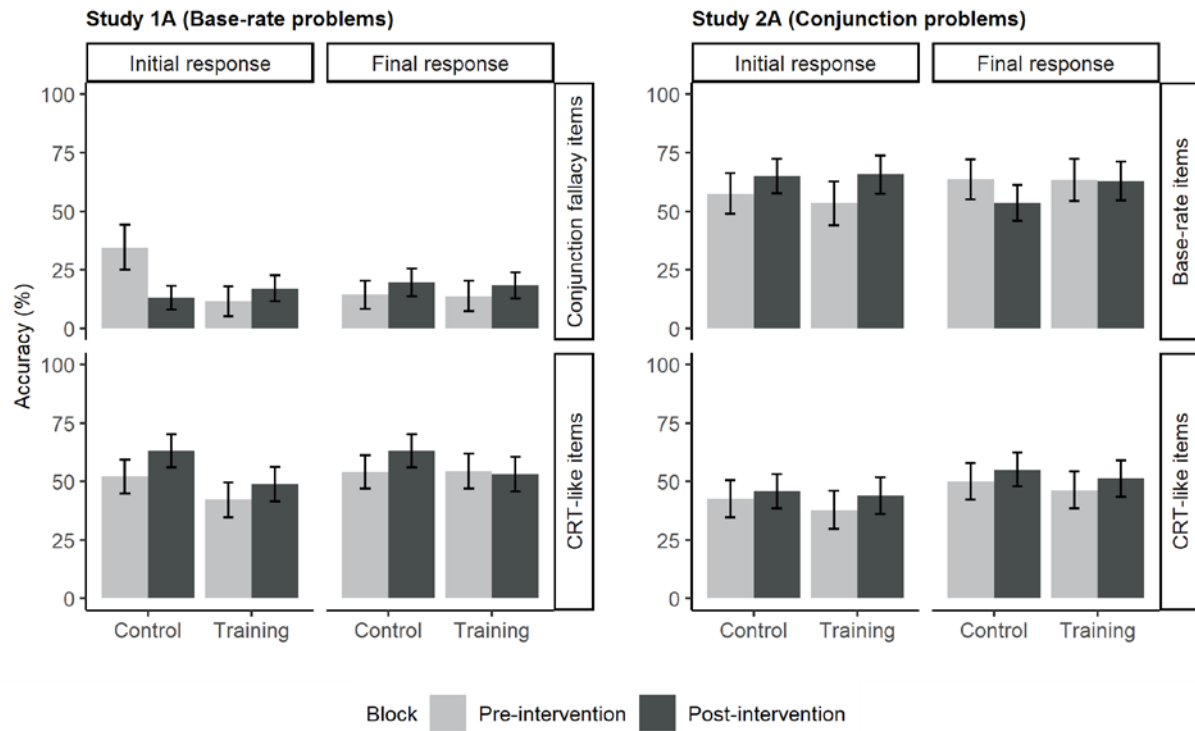 Study 1A (Base-rate problems)
Initial response
Final response
Conjunction fallacy items
CRT-like items
Accuracy (%)
100
75
50
25
0
100
75
50
25
0
Control
Training
Control
Training
Study 2A (Conjunction problems)
Initial response
Final response
Base-rate items
CRT-like items
100
75
50
25
0
100
75
50
25
0
Control
Training
Control
Training
Block
Pre-intervention
Post-intervention